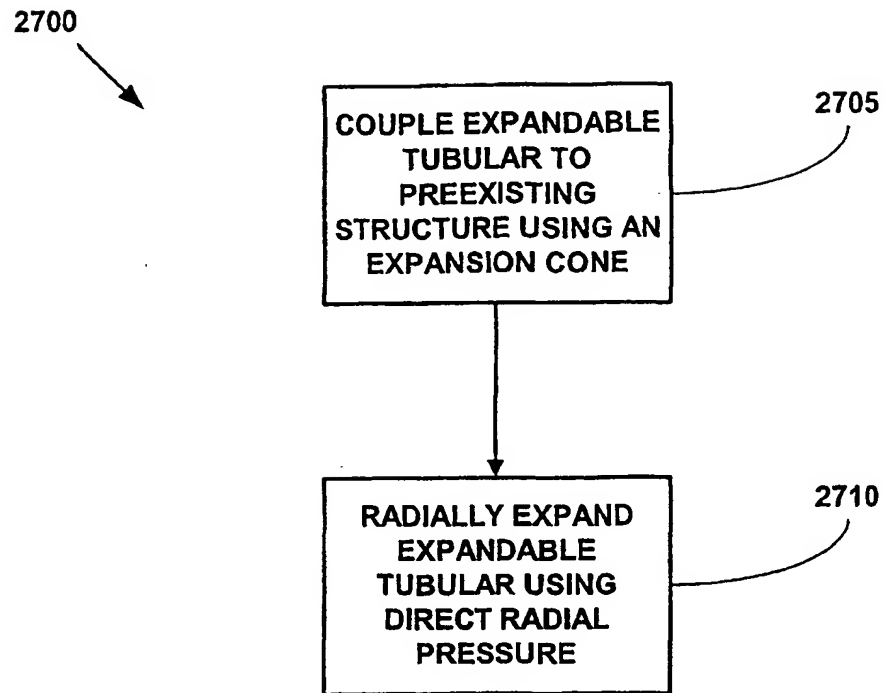 2700
COUPLE EXPANDABLE
TUBULAR TO
PREEXISTING
STRUCTURE USING AN
EXPANSION CONE
2705
RADIALLY EXPAND
EXPANDABLE
TUBULAR USING
DIRECT RADIAL
PRESSURE
2710